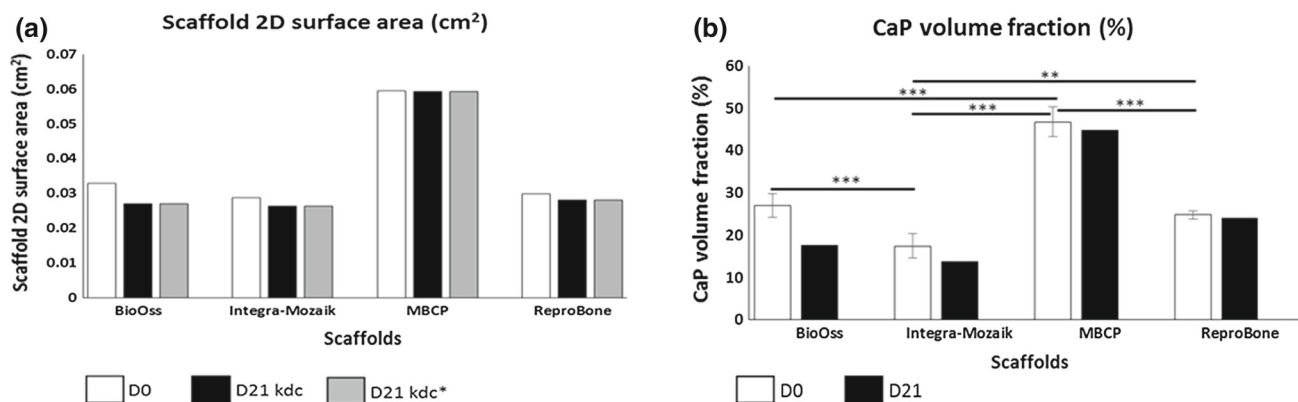 (a)
Scaffold 2D surface area (cm²)
Scaffold 2D surface area (cm²)
0.07
0.06
0.05
0.04
0.03
0.02
0.01
0
BioOss
Integra-Mozaik
MBCP
ReproBone
Scaffolds
D0
D21 kdc
D21 kdc*
(b)
CaP volume fraction (%)
CaP volume fraction (%)
60
50
40
30
20
10
0
**
***
***
***
***
BioOss
Integra-Mozaik
MBCP
ReproBone
Scaffolds
D0
D21